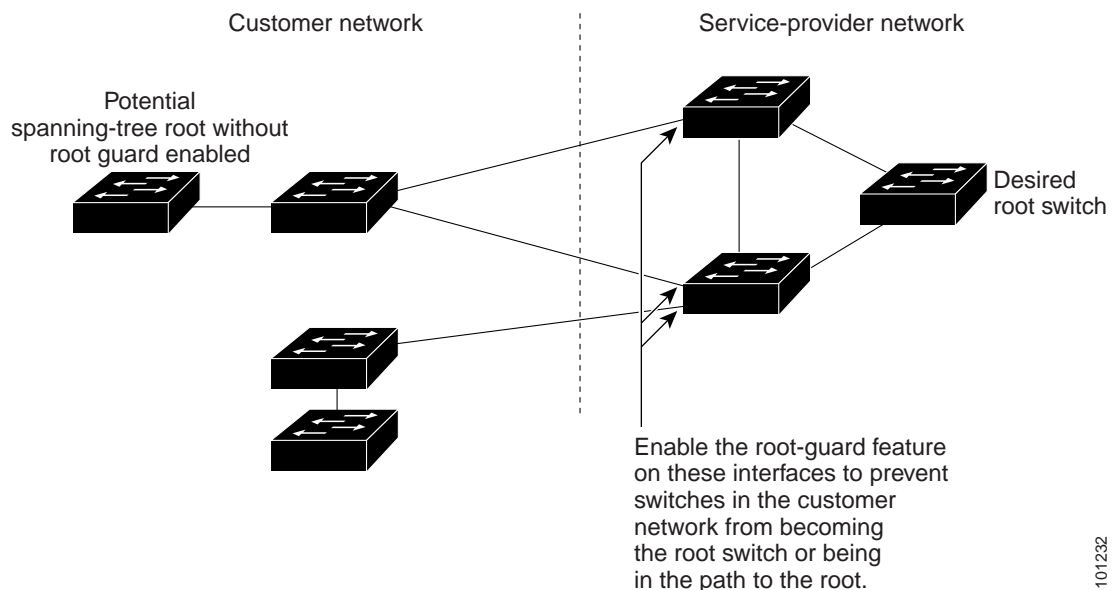 Customer network
Service-provider network
Potential
spanning-tree root without
root guard enabled
Desired
root switch
Enable the root-guard feature
on these interfaces to prevent
switches in the customer
network from becoming
the root switch or being
in the path to the root.
101232